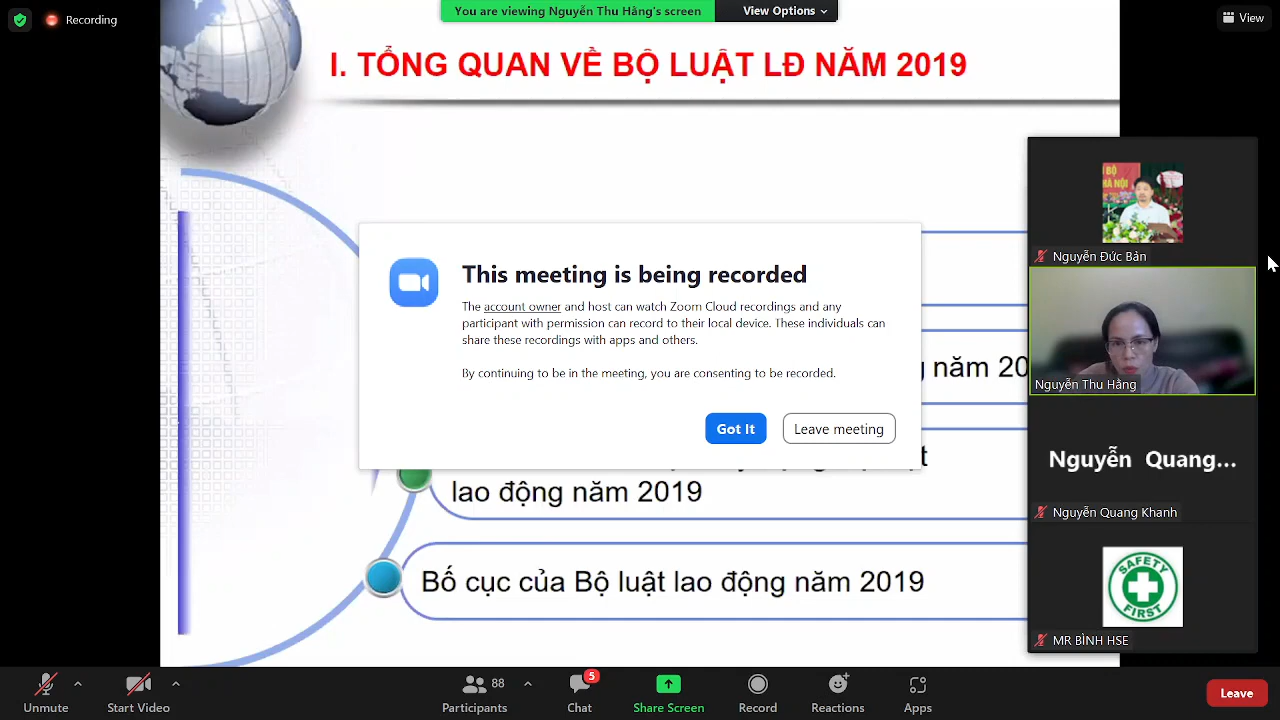 You are viewing Nguyễn Thu Hằng's screen
View Options
Recording
View
I. TỔNG QUAN VỀ BỘ LUẬT LĐ NĂM 2019
BỘ
HÀ NỘI
Nguyễn Đức Bản
This meeting is being recorded
The account owner and host can watch Zoom Cloud recordings and any
participant with permission can record to their local device. These individuals can
share these recordings with apps and others.
By continuing to be in the meeting, you are consenting to be recorded.
Got It
Leave meeting
năm 20
Nguyễn Thu Hằng
lao động năm 2019
Bố cục của Bộ luật lao động năm 2019
Nguyễn Quang...
Nguyễn Quang Khanh
SAFETY
FIRST
MR BÌNH HSE
Unmute
Start Video
88
Participants
5
Chat
Share Screen
Record
Reactions
Apps
Leave